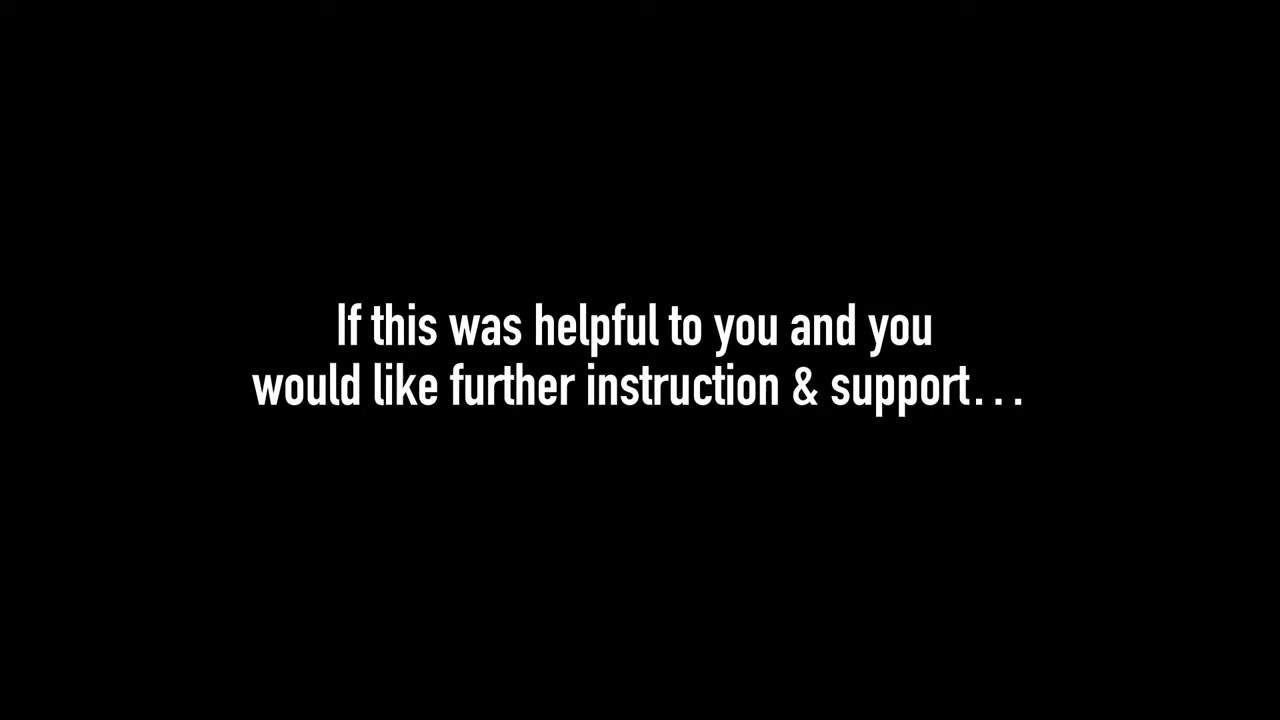 If this was helpful to you and you
would like further instruction & support...